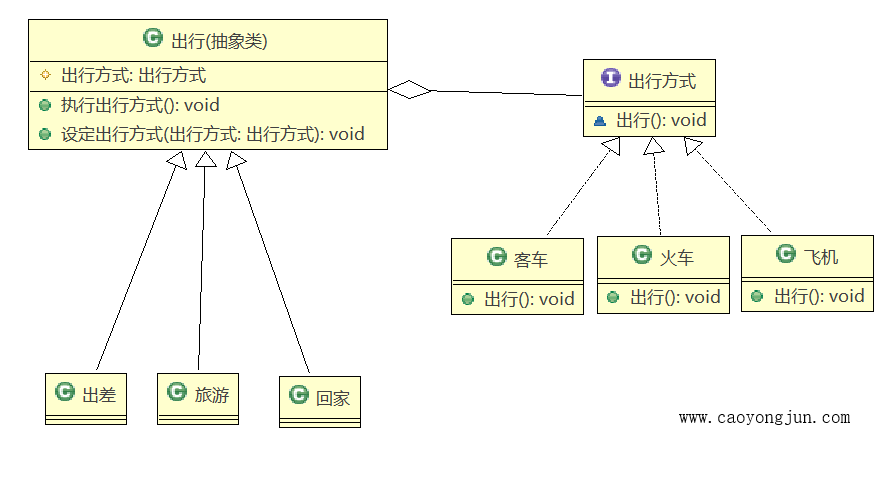 C 出行(抽象类)
出行方式: 出行方式
执行出行方式(): void
设定出行方式(出行方式: 出行方式): void
I 出行方式
出行(): void
C 客车
出行(): void
C 火车
出行(): void
C 飞机
出行(): void
C 出差
C 旅游
C 回家
www.caoyongjun.com